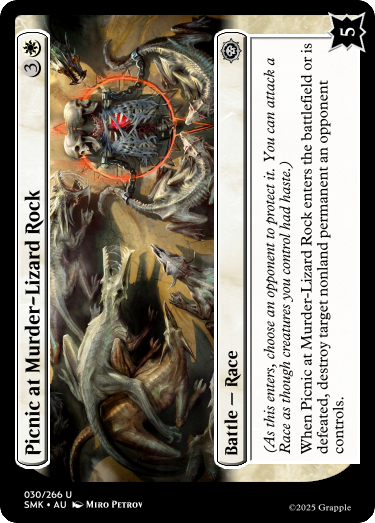 Picnic at Murder-Lizard Rock
3
Battle — Race
(As this enters, choose an opponent to protect it. You can attack a
Race as though creatures you control had haste.)
When Picnic at Murder-Lizard Rock enters the battlefield or is
defeated, destroy target nonland permanent an opponent
controls.
5
030/266 U
SMK • AU Miro Petrov
©2025 Grapple